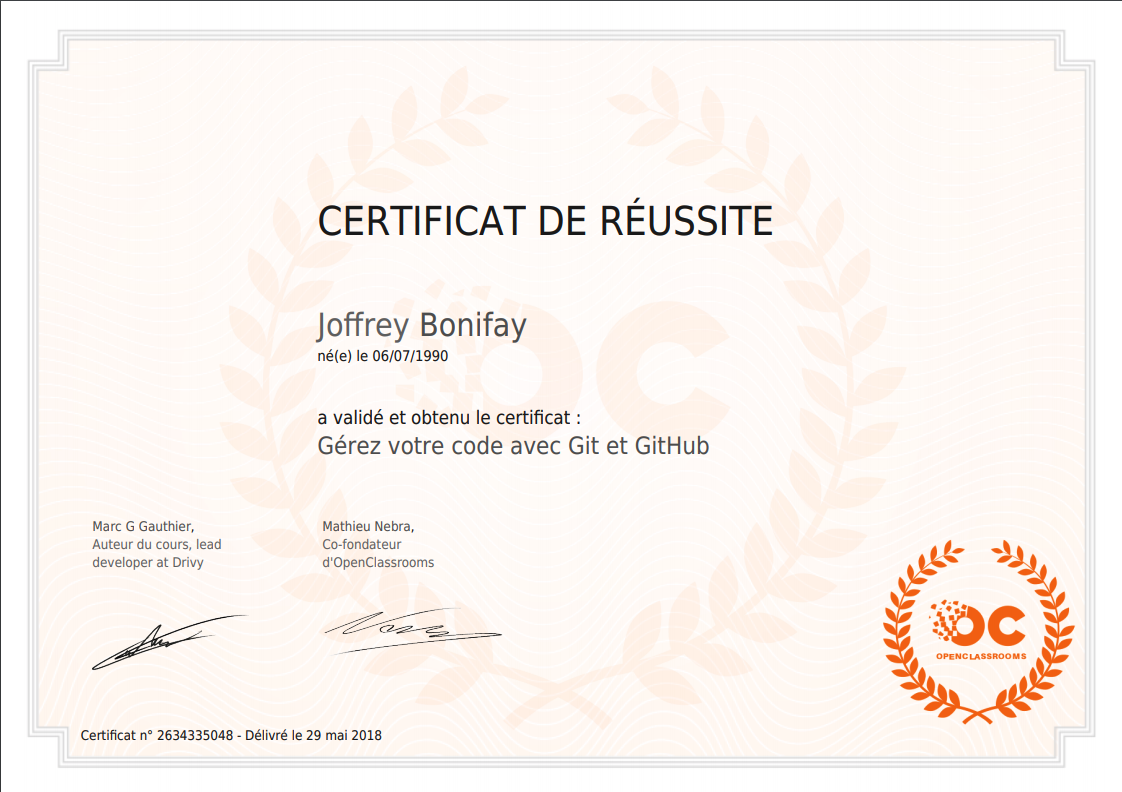 CERTIFICAT DE RÉUSSITE
Joffrey Bonifay
né(e) le 06/07/1990
a validé et obtenu le certificat :
Gérez votre code avec Git et GitHub
Marc G Gauthier,
Auteur du cours, lead
developer at Drivy
Mathieu Nebra,
Co-fondateur
d'OpenClassrooms
OC
OPENCLASSROOMS
Certificat n° 2634335048 - Délivré le 29 mai 2018